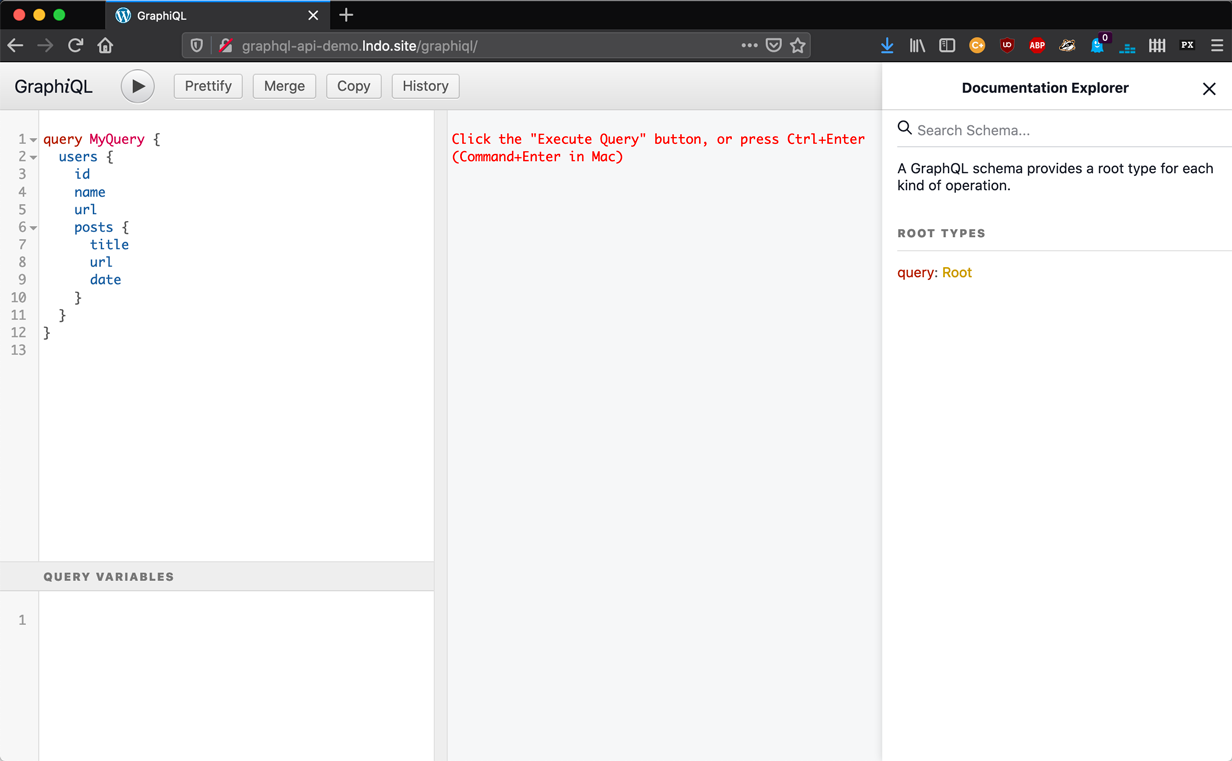 GraphiQL
graphql-api-demo.lndo.site/graphiql/
C+
UD
ABP
0
PX
GraphiQL
Prettify
Merge
Copy
History
1 query MyQuery {
2 users {
3 id
4 name
5 url
6 posts {
7 title
8 url
9 date
10 }
11 }
12 }
13
QUERY VARIABLES
1
Click the "Execute Query" button, or press Ctrl+Enter
(Command+Enter in Mac)
Documentation Explorer
Search Schema...
A GraphQL schema provides a root type for each
kind of operation.
ROOT TYPES
query: Root